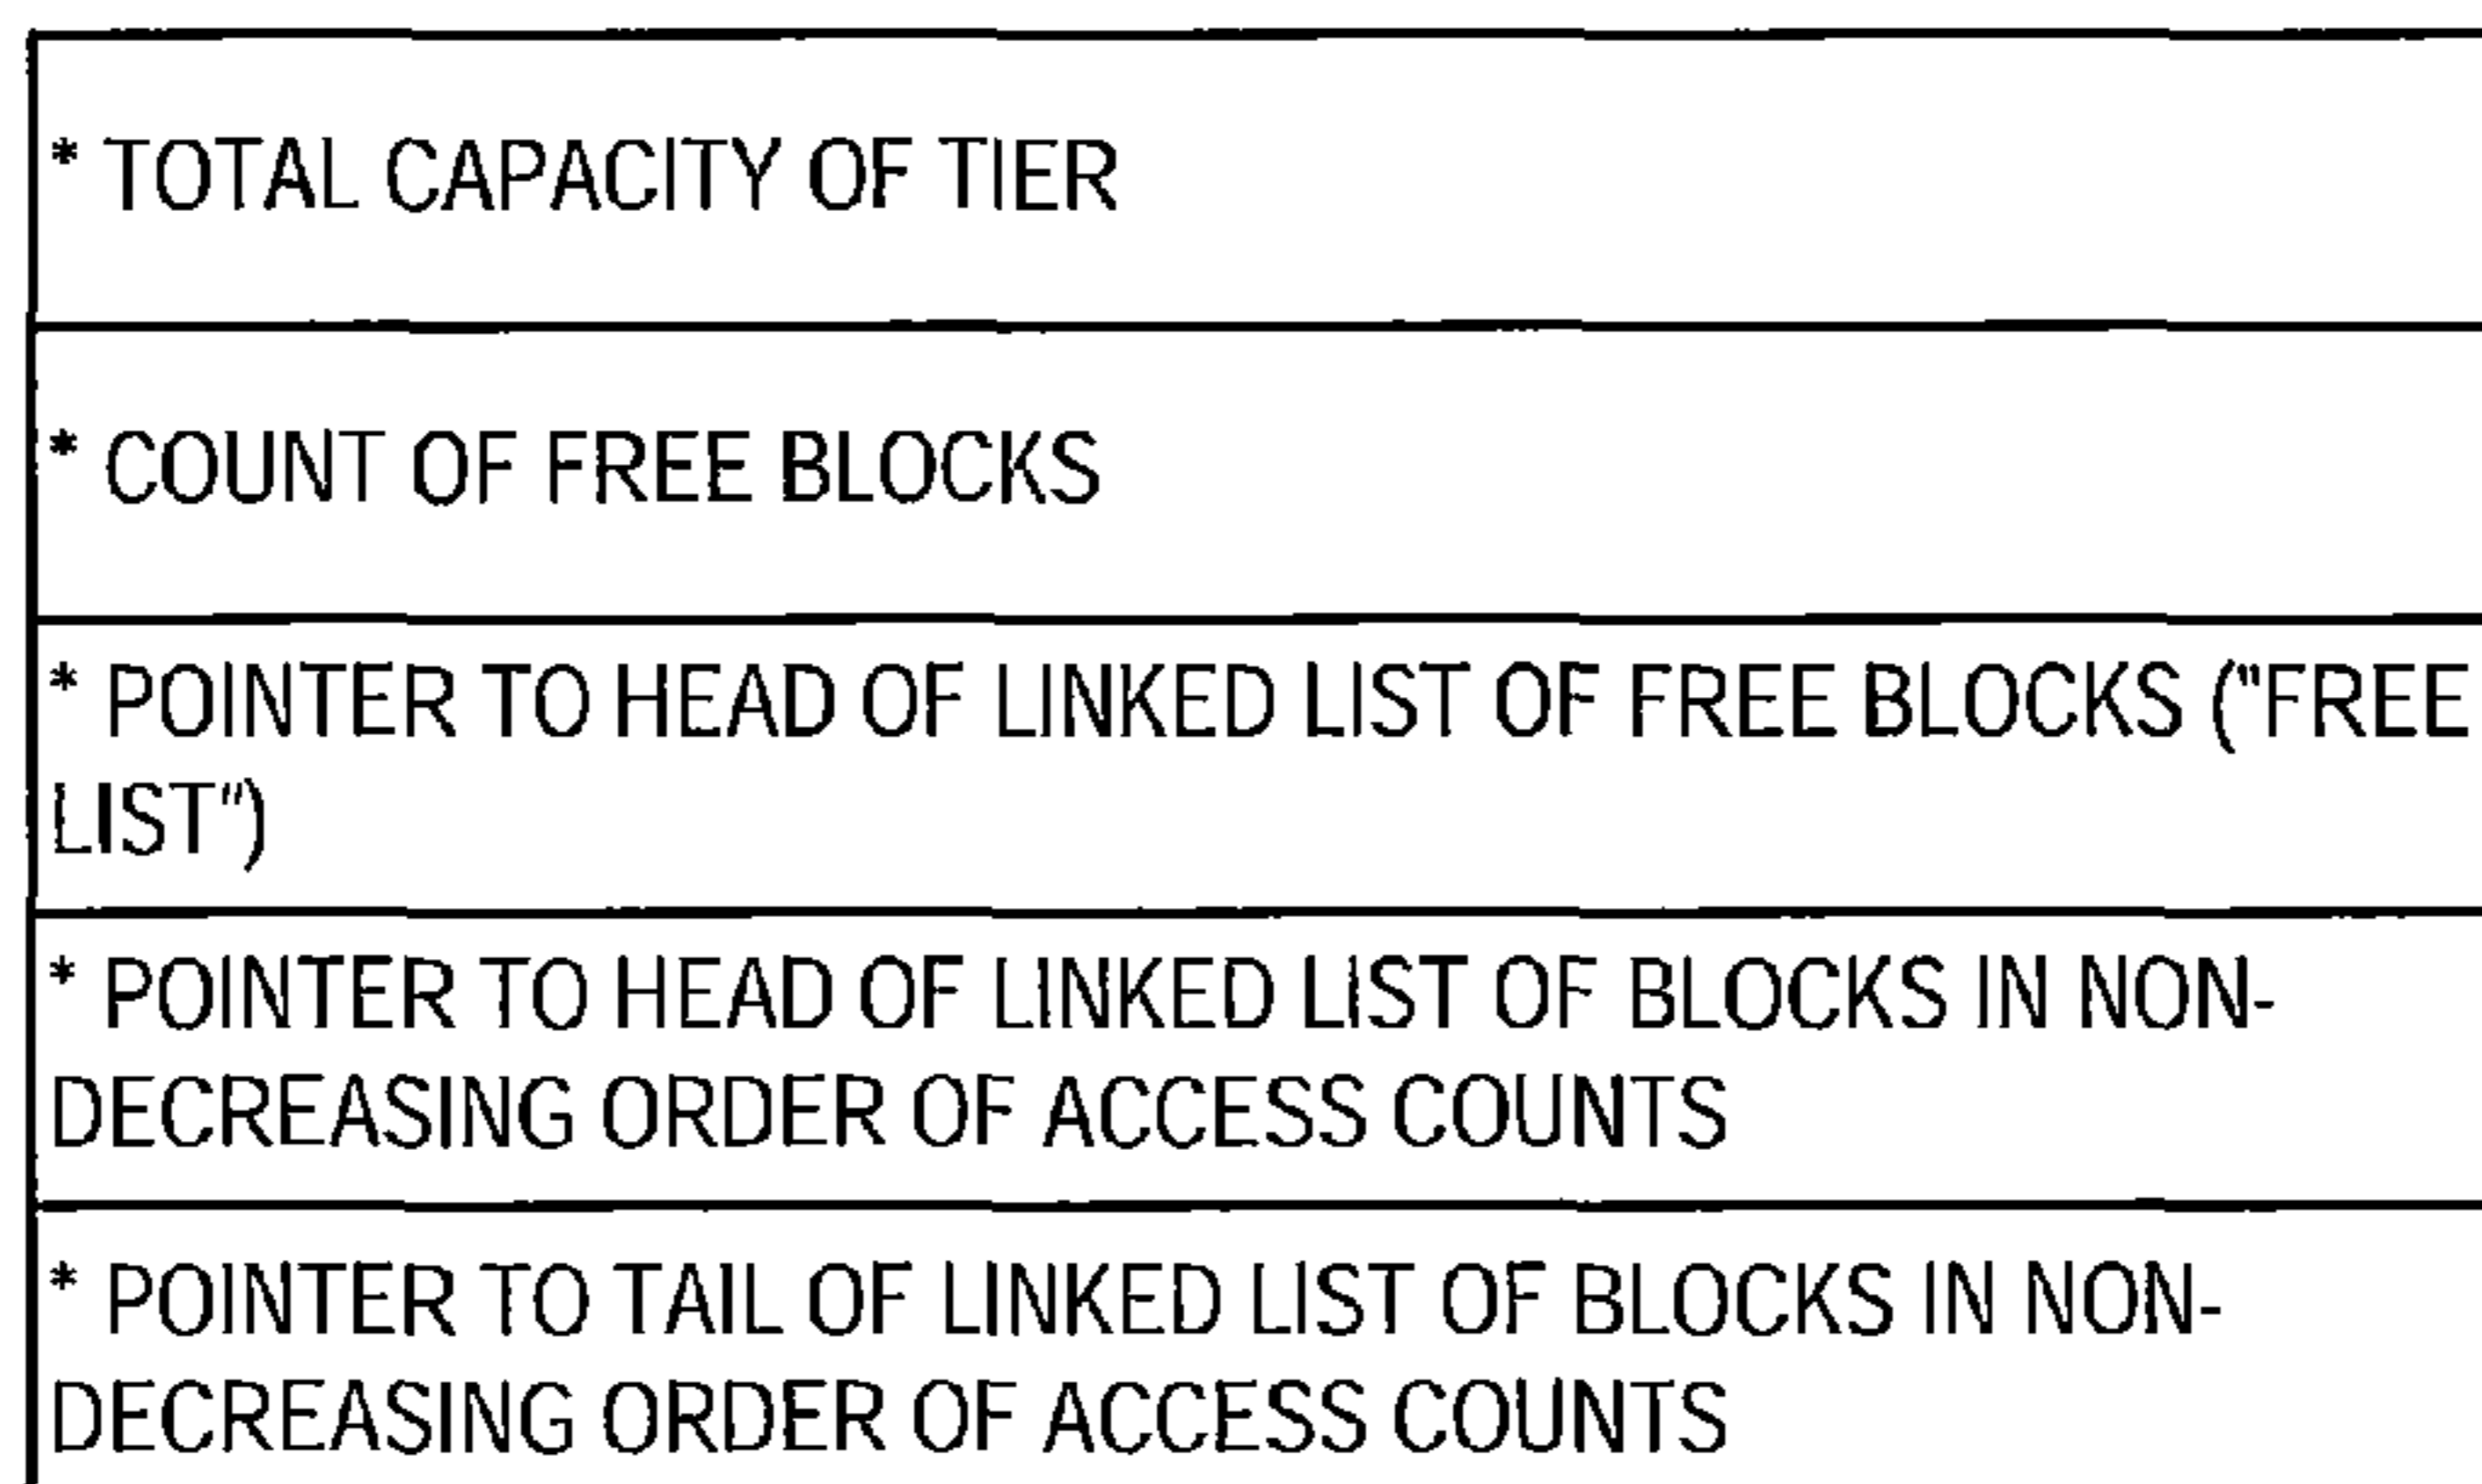 * TOTAL CAPACITY OF TIER
* COUNT OF FREE BLOCKS
* POINTER TO HEAD OF LINKED LIST OF FREE BLOCKS ("FREE
LIST")
* POINTER TO HEAD OF LINKED LIST OF BLOCKS IN NON-
DECREASING ORDER OF ACCESS COUNTS
* POINTER TO TAIL OF LINKED LIST OF BLOCKS IN NON-
DECREASING ORDER OF ACCESS COUNTS